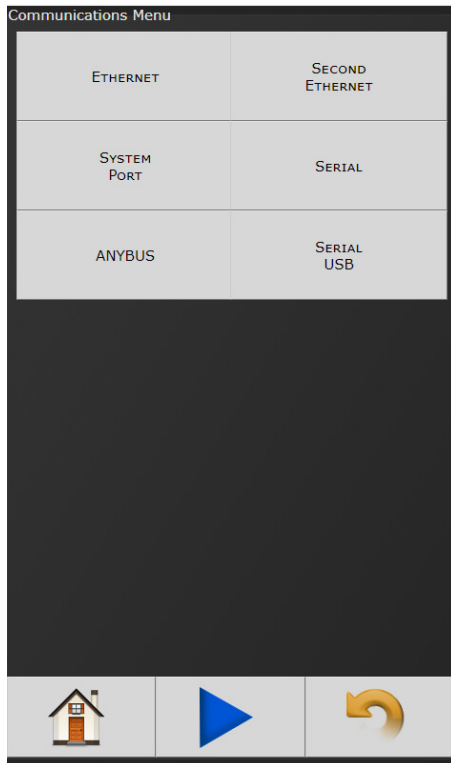 Communications Menu
Ethernet
Second
Ethernet
System
Port
Serial
ANYBUS
Serial
USB